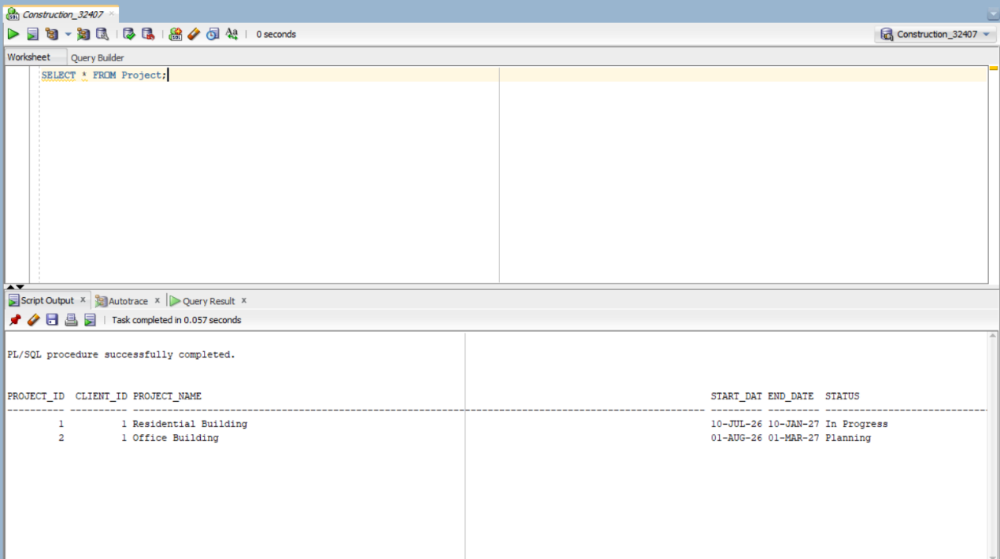 Construction_32407
0 seconds
Construction_32407
Worksheet Query Builder
SELECT * FROM Project;
Script Output x Autotrace x Query Result x
Task completed in 0.057 seconds
PL/SQL procedure successfully completed.
PROJECT_ID CLIENT_ID PROJECT_NAME START_DAT END_DATE STATUS
1 1 Residential Building 10-JUL-26 10-JAN-27 In Progress
2 1 Office Building 01-AUG-26 01-MAR-27 Planning